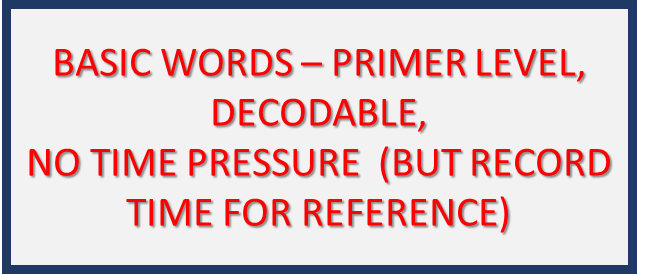 BASIC WORDS – PRIMER LEVEL,
DECODABLE,
NO TIME PRESSURE  (BUT RECORD
TIME FOR REFERENCE)